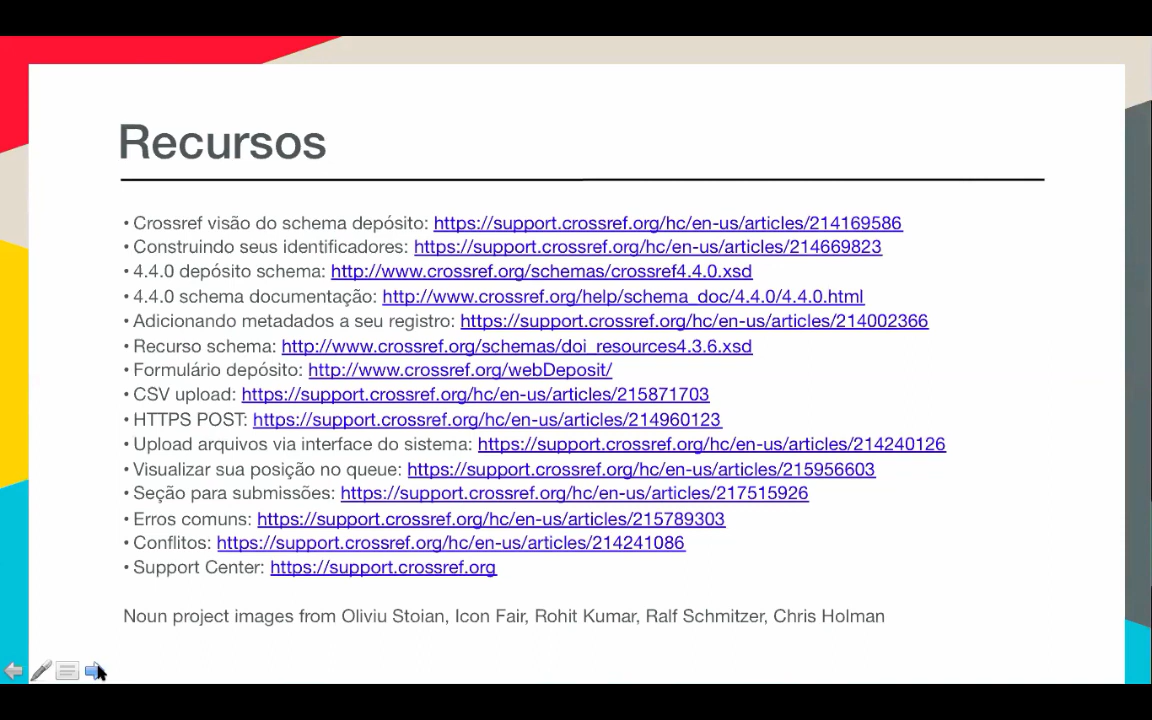 Recursos
• Crossref visão do schema depósito: https://support.crossref.org/hc/en-us/articles/214169586
• Construindo seus identificadores: https://support.crossref.org/hc/en-us/articles/214669823
• 4.4.0 depósito schema: http://www.crossref.org/schemas/crossref4.4.0.xsd
• 4.4.0 schema documentação: http://www.crossref.org/help/schema_doc/4.4.0/4.4.0.html
• Adicionando metadados a seu registro: https://support.crossref.org/hc/en-us/articles/214002366
• Recurso schema: http://www.crossref.org/schemas/doi_resources4.3.6.xsd
• Formulário depósito: http://www.crossref.org/webDeposit/
• CSV upload: https://support.crossref.org/hc/en-us/articles/215871703
• HTTPS POST: https://support.crossref.org/hc/en-us/articles/214960123
• Upload arquivos via interface do sistema: https://support.crossref.org/hc/en-us/articles/214240126
• Visualizar sua posição no queue: https://support.crossref.org/hc/en-us/articles/215956603
• Seção para submissões: https://support.crossref.org/hc/en-us/articles/217515926
• Erros comuns: https://support.crossref.org/hc/en-us/articles/215789303
• Conflitos: https://support.crossref.org/hc/en-us/articles/214241086
• Support Center: https://support.crossref.org
Noun project images from Oliviu Stoian, Icon Fair, Rohit Kumar, Ralf Schmitzer, Chris Holman